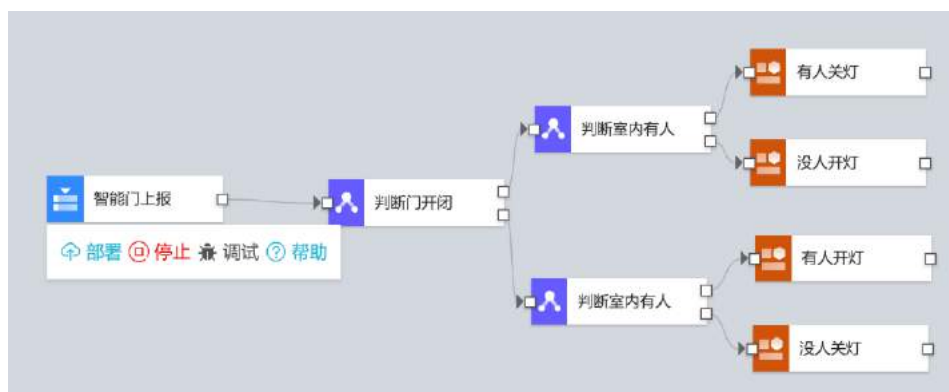 有人关灯
判断室内有人
没人开灯
智能门上报
判断门开闭
部署 停止 调试 帮助
有人开灯
判断室内有人
没人关灯